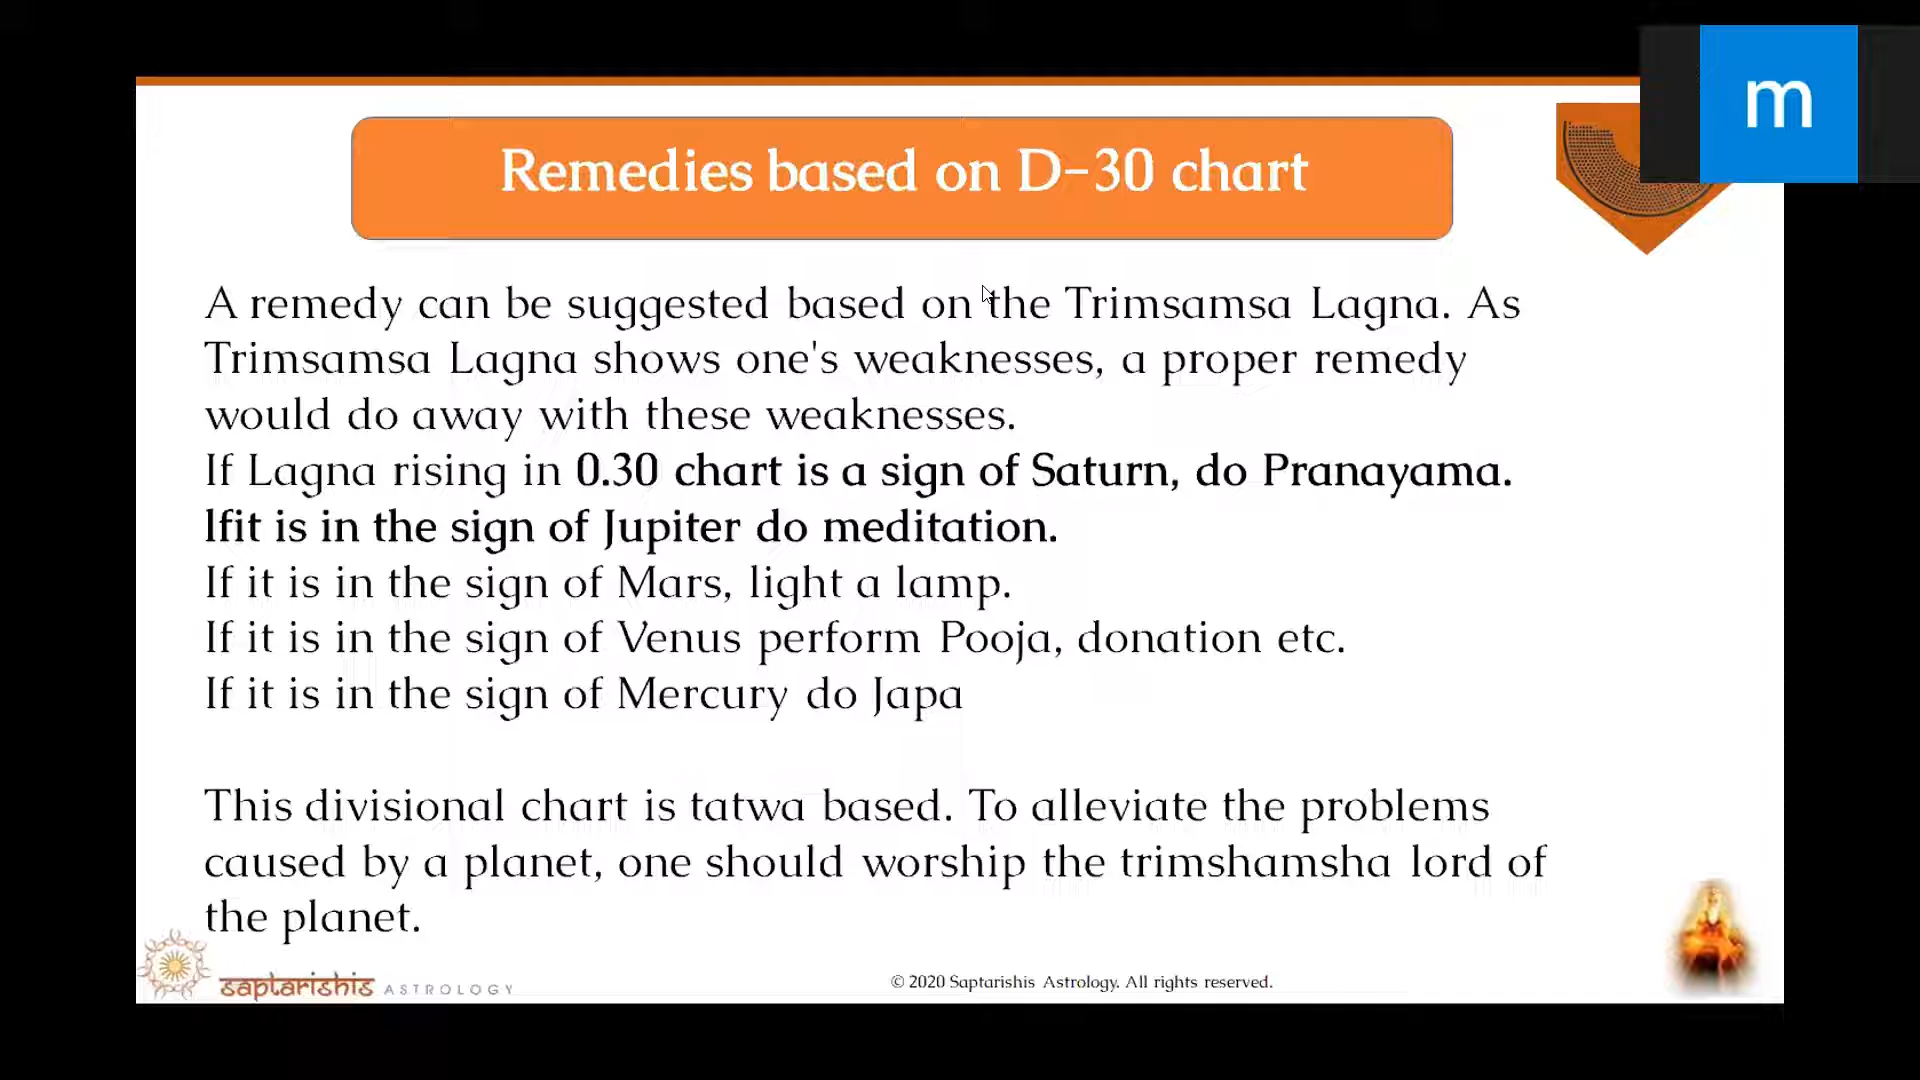 m
Remedies based on D-30 chart
A remedy can be suggested based on the Trimsamsa Lagna. As
Trimsamsa Lagna shows one's weaknesses, a proper remedy
would do away with these weaknesses.
If Lagna rising in 0.30 chart is a sign of Saturn, do Pranayama.
lfit is in the sign of Jupiter do meditation.
If it is in the sign of Mars, light a lamp.
If it is in the sign of Venus perform Pooja, donation etc.
If it is in the sign of Mercury do Japa
This divisional chart is tatwa based. To alleviate the problems
caused by a planet, one should worship the trimshamsha lord of
the planet.
saptarishis ASTROLOGY
© 2020 Saptarishis Astrology. All rights reserved.